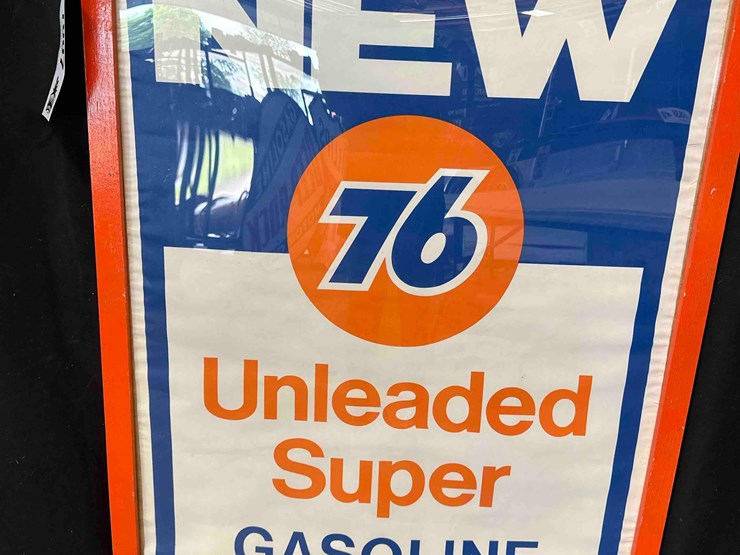 NEW
76
Unleaded
Super
GASOLINE